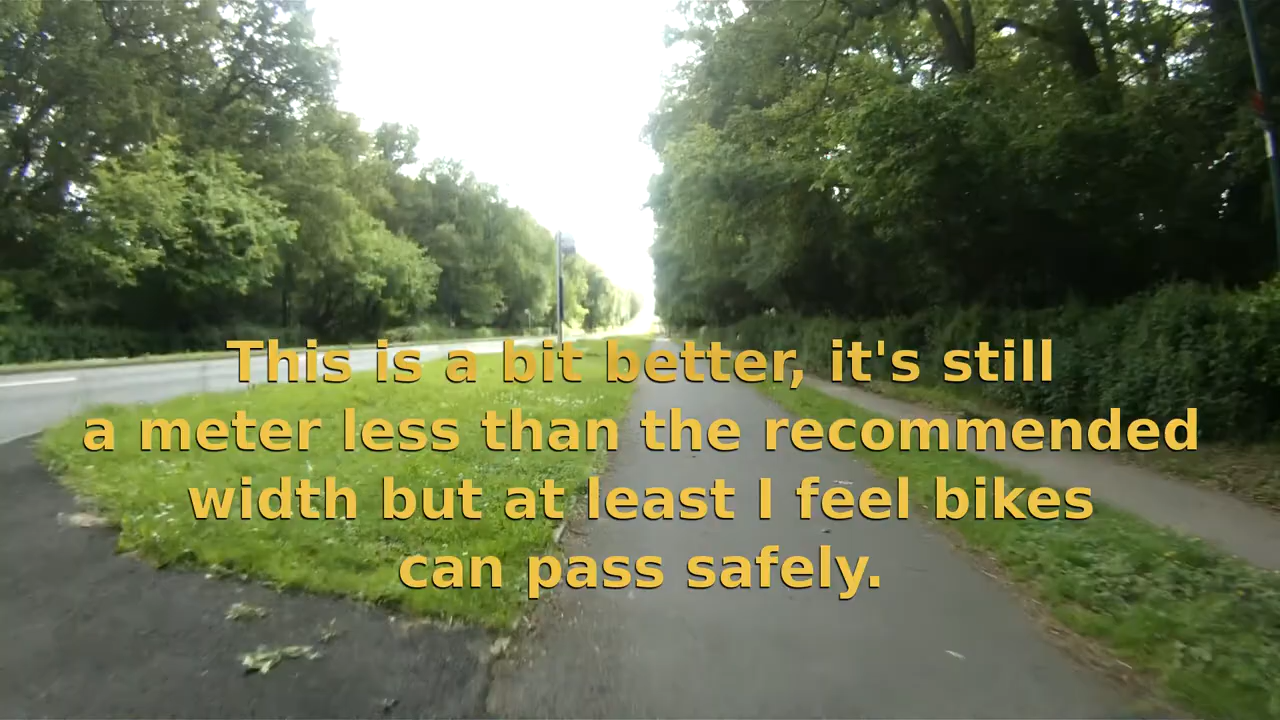 This is a bit better, it's still
a meter less than the recommended
width but at least I feel bikes
can pass safely.